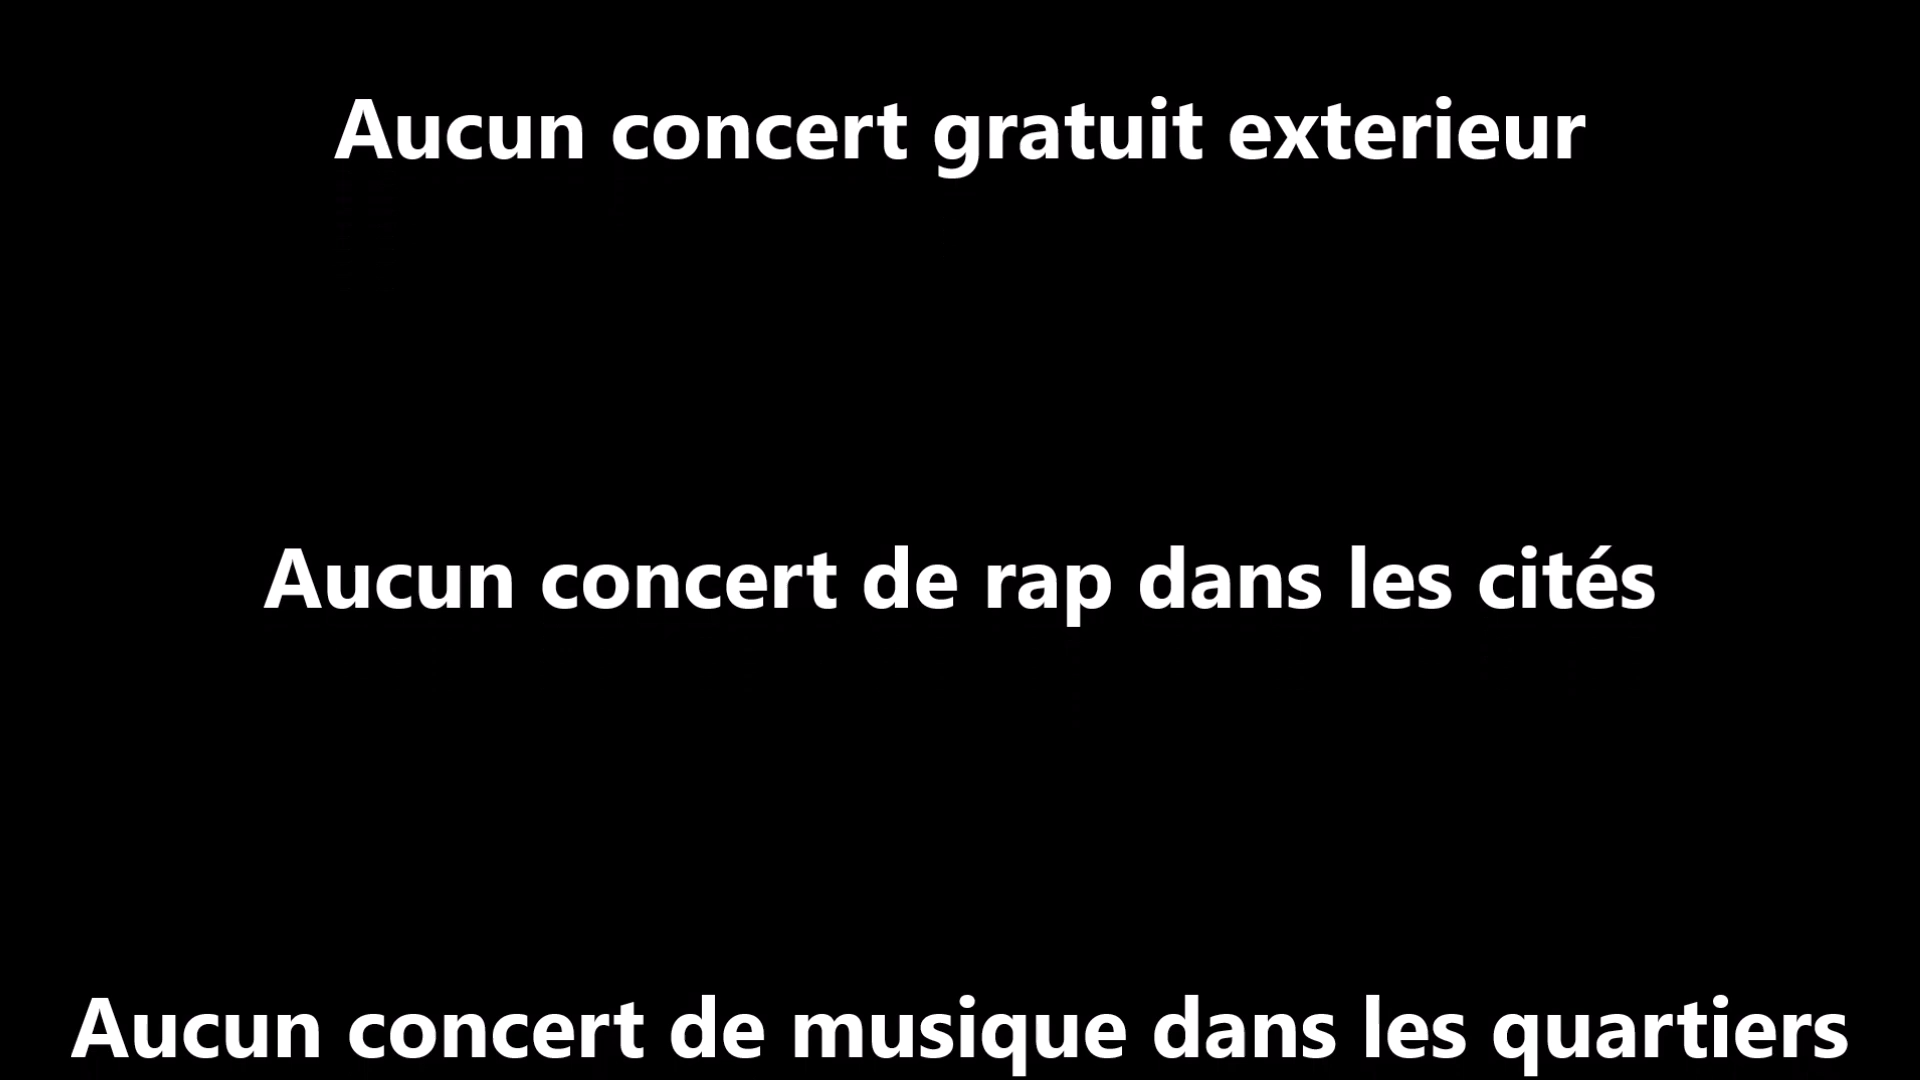 Aucun concert gratuit exterieur
Aucun concert de rap dans les cités
Aucun concert de musique dans les quartiers